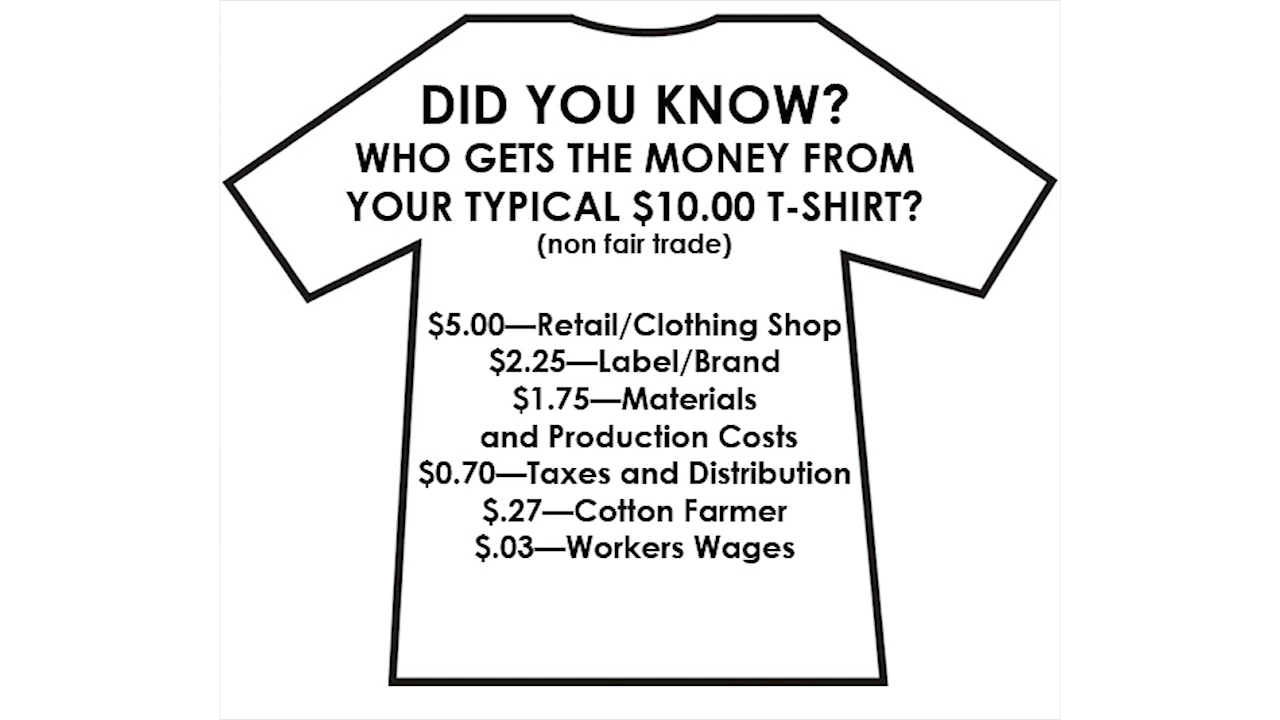 DID YOU KNOW?
WHO GETS THE MONEY FROM
YOUR TYPICAL $10.00 T-SHIRT?
(non fair trade)
$5.00—Retail/Clothing Shop
$2.25—Label/Brand
$1.75—Materials
and Production Costs
$0.70—Taxes and Distribution
$.27—Cotton Farmer
$.03—Workers Wages